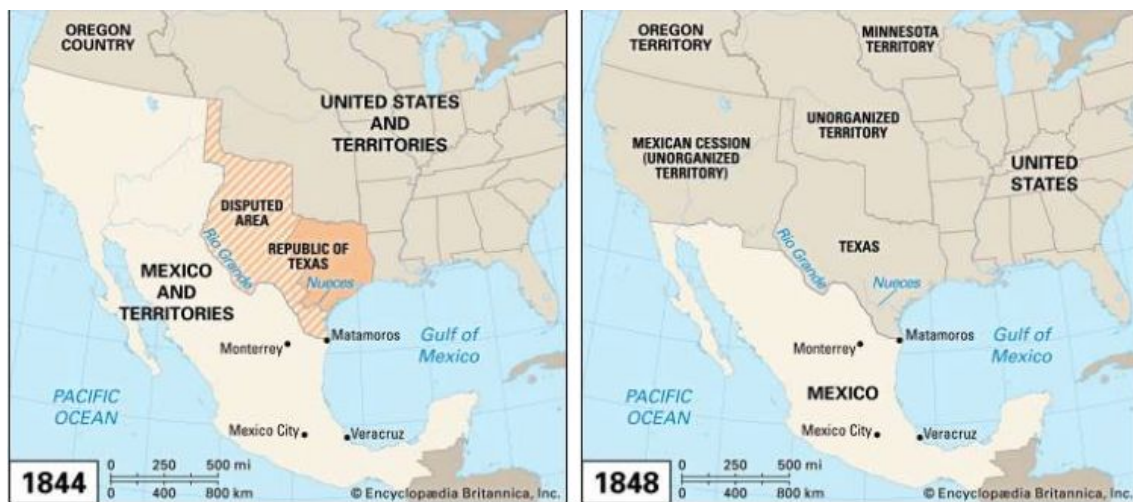 OREGON
COUNTRY
UNITED STATES
AND
TERRITORIES
DISPUTED
AREA
REPUBLIC OF
TEXAS
Rio Grande
Nueces
MEXICO
AND
TERRITORIES
Matamoros
Monterrey
Gulf of
Mexico
PACIFIC
OCEAN
Mexico City
Veracruz
1844
0 250 500 mi
0 400 800 km
© Encyclopædia Britannica, Inc.
OREGON
TERRITORY
MINNESOTA
TERRITORY
UNORGANIZED
TERRITORY
MEXICAN CESSION
(UNORGANIZED
TERRITORY)
UNITED
STATES
TEXAS
Rio Grande
Nueces
Matamoros
Monterrey
Gulf of
Mexico
MEXICO
PACIFIC
OCEAN
Mexico City
Veracruz
1848
0 250 500 mi
0 400 800 km
© Encyclopædia Britannica, Inc.